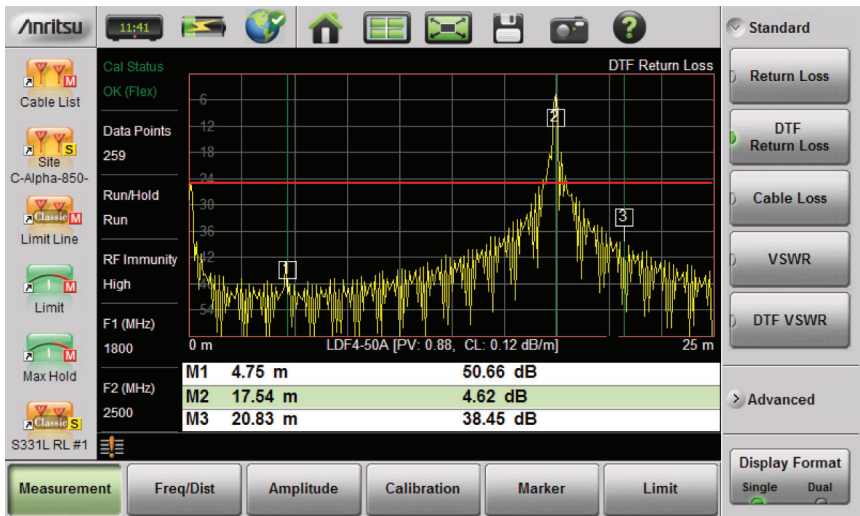 Anritsu
11:41
?
Standard
Cable List
M
Site
C-Alpha-850-
S
Classic M
Limit Line
M
Limit
M
Max Hold
Classic S
S331L RL #1
Cal Status
OK (Flex)
Data Points
259
Run/Hold
Run
RF Immunity
High
F1 (MHz)
1800
F2 (MHz)
2500
DTF Return Loss
6
12
18
24
30
36
42
54
1
2
3
0 m LDF4-50A [PV: 0.88, CL: 0.12 dB/m] 25 m
M1 4.75 m 50.66 dB
M2 17.54 m 4.62 dB
M3 20.83 m 38.45 dB
Return Loss
DTF
Return Loss
Cable Loss
VSWR
DTF VSWR
Advanced
Display Format
Single Dual
Measurement Freq/Dist Amplitude Calibration Marker Limit